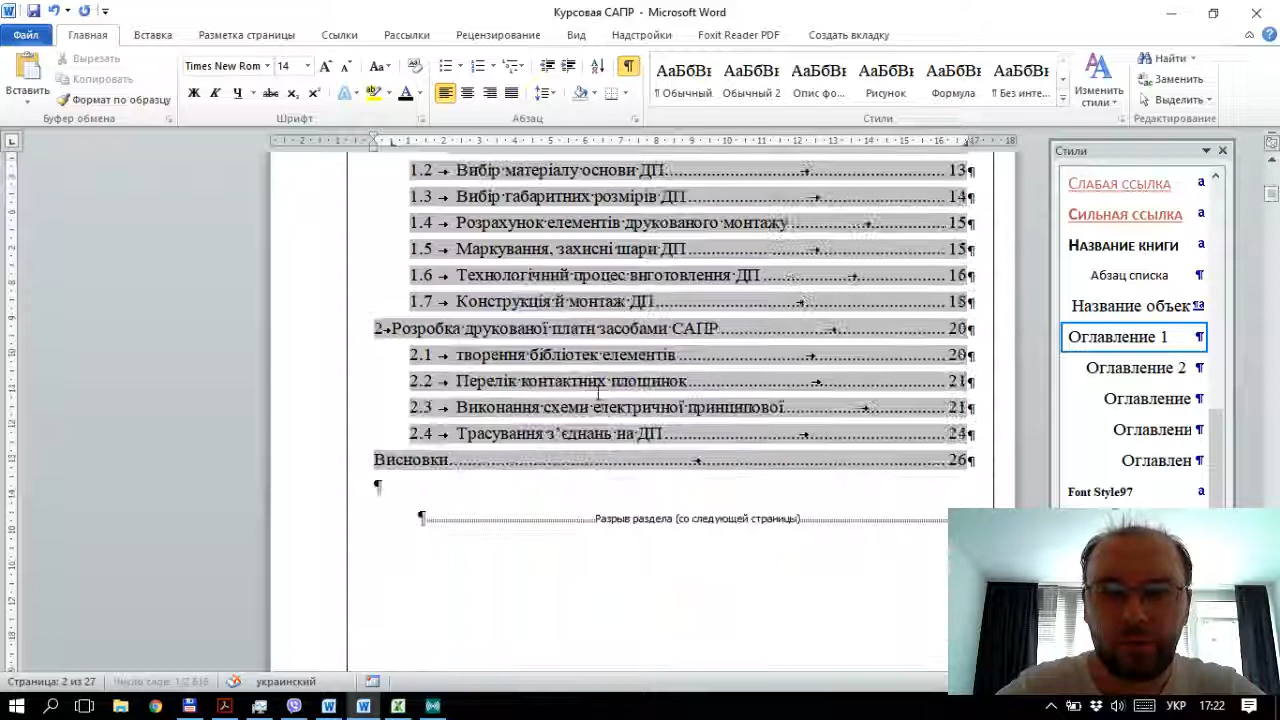 Курсовая САПР - Microsoft Word
Файл Главная Вставка Разметка страницы Ссылки Рассылки Рецензирование Вид Надстройки Foxit Reader PDF Создать вкладку
Вставить
Вырезать
Копировать
Формат по образцу
Буфер обмена
Times New Rom 14
Ж К Ч abc x₂ x²
Шрифт
Абзац
АаБбВı АаБбВı АаБбВı АаБбВı АаБбВı АаБбВı
¶ Обычный Обычный 2 Опис фо... Рисунок Формула ¶ Без инте...
Стили
Изменить стили
Найти
Заменить
Выделить
Редактирование
1.2 → Вибір матеріалу основи ДП 13¶
1.3 → Вибір габаритних розмірів ДП 14¶
1.4 → Розрахунок елементів друкованого монтажу 15¶
1.5 → Маркування, захисні шари ДП 15¶
1.6 → Технологічний процес виготовлення ДП 16¶
1.7 → Конструкція й монтаж ДП 18¶
2→Розробка друкованої плати засобами САПР 20¶
2.1 → творення бібліотек елементів 20¶
2.2 → Перелік контактних площинок 21¶
2.3 → Виконання схеми електричної принципової 21¶
2.4 → Трасування з’єднань на ДП 24¶
Висновки 26¶
¶
¶ Разрыв раздела (со следующей страницы)
Стили
Слабая ссылка a
Сильная ссылка a
Название книги a
Абзац списка ¶
Название объек ¶a
Оглавление 1 ¶
Оглавление 2 ¶
Оглавление ¶
Оглавлени ¶
Оглавлен ¶
Font Style97 a
Страница: 2 из 27
украинский
УКР 17:22